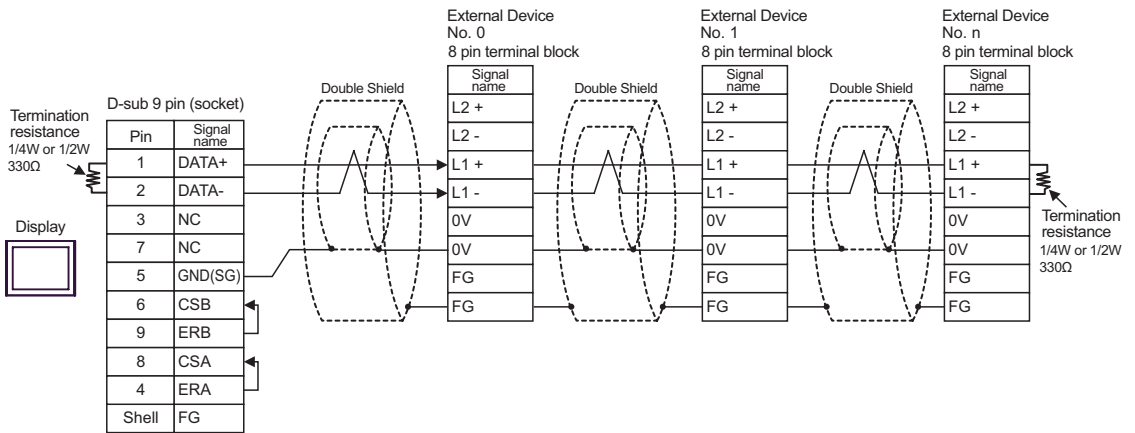 External Device
No. 0
8 pin terminal block
External Device
No. 1
8 pin terminal block
External Device
No. n
8 pin terminal block
Double Shield
Double Shield
Double Shield
Termination
resistance
1/4W or 1/2W
330Ω
D-sub 9 pin (socket)
Pin Signal name
1 DATA+
2 DATA-
3 NC
7 NC
5 GND(SG)
6 CSB
9 ERB
8 CSA
4 ERA
Shell FG
Display
Signal name
L2 +
L2 -
L1 +
L1 -
0V
0V
FG
FG
Signal name
L2 +
L2 -
L1 +
L1 -
0V
0V
FG
FG
Signal name
L2 +
L2 -
L1 +
L1 -
0V
0V
FG
FG
Termination
resistance
1/4W or 1/2W
330Ω